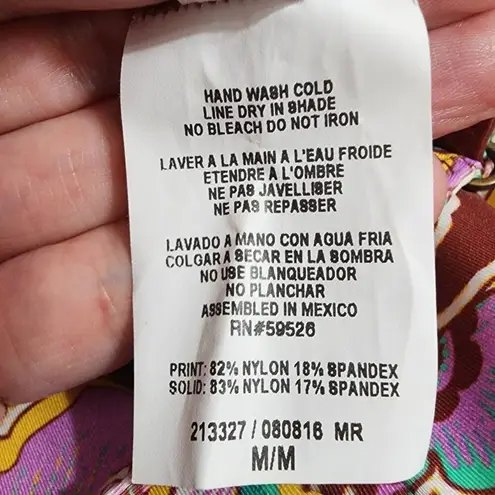 HAND WASH COLD
LINE DRY IN SHADE
NO BLEACH DO NOT IRON
LAVER A LA MAIN A L'EAU FROIDE
ETENDRE A L'OMBRE
NE PAS JAVELLISER
NE PAS REPASSER
LAVADO A MANO CON AGUA FRIA
COLGAR A SECAR EN LA SOMBRA
NO USE BLANQUEADOR
NO PLANCHAR
ASSEMBLED IN MEXICO
RN#59526
PRINT: 82% NYLON 18% SPANDEX
SOLID: 83% NYLON 17% SPANDEX
213327 / 080816 MR
M/M